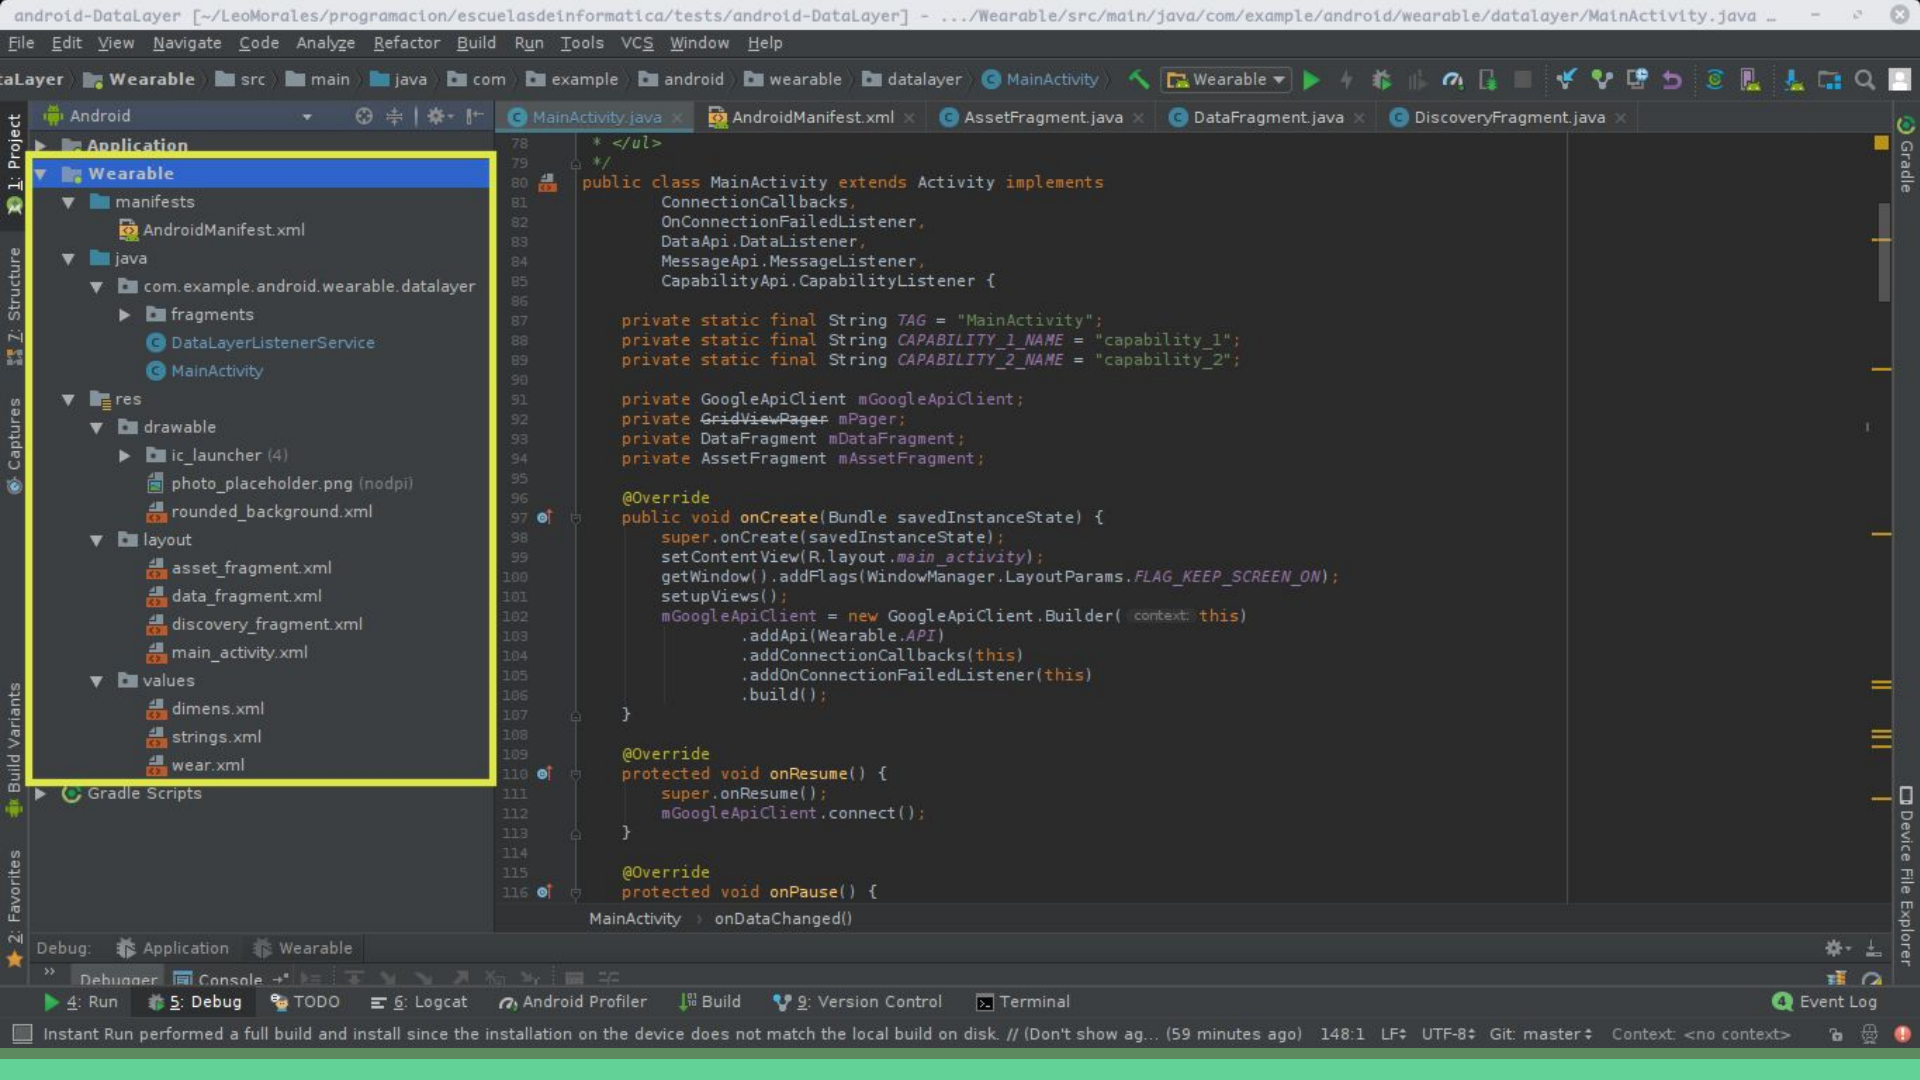 android-DataLayer [~/LeoMorales/programacion/escuelasdeinformatica/tests/android-DataLayer] - .../Wearable/src/main/java/com/example/android/wearable/datalayer/MainActivity.java …
File Edit View Navigate Code Analyze Refactor Build Run Tools VCS Window Help
taLayer Wearable src main java com example android wearable datalayer MainActivity Wearable
Android
MainActivity.java AndroidManifest.xml AssetFragment.java DataFragment.java DiscoveryFragment.java
1: Project
7: Structure
Captures
Build Variants
2: Favorites
Application
Wearable
manifests
AndroidManifest.xml
java
com.example.android.wearable.datalayer
fragments
DataLayerListenerService
MainActivity
res
drawable
ic_launcher (4)
photo_placeholder.png (nodpi)
rounded_background.xml
layout
asset_fragment.xml
data_fragment.xml
discovery_fragment.xml
main_activity.xml
values
dimens.xml
strings.xml
wear.xml
Gradle Scripts
78 * </ul>
79 */
80 public class MainActivity extends Activity implements
81 ConnectionCallbacks,
82 OnConnectionFailedListener,
83 DataApi.DataListener,
84 MessageApi.MessageListener,
85 CapabilityApi.CapabilityListener {
86
87 private static final String TAG = "MainActivity";
88 private static final String CAPABILITY_1_NAME = "capability_1";
89 private static final String CAPABILITY_2_NAME = "capability_2";
90
91 private GoogleApiClient mGoogleApiClient;
92 private GridViewPager mPager;
93 private DataFragment mDataFragment;
94 private AssetFragment mAssetFragment;
95
96 @Override
97 public void onCreate(Bundle savedInstanceState) {
98 super.onCreate(savedInstanceState);
99 setContentView(R.layout.main_activity);
100 getWindow().addFlags(WindowManager.LayoutParams.FLAG_KEEP_SCREEN_ON);
101 setupViews();
102 mGoogleApiClient = new GoogleApiClient.Builder( context: this)
103 .addApi(Wearable.API)
104 .addConnectionCallbacks(this)
105 .addOnConnectionFailedListener(this)
106 .build();
107 }
108
109 @Override
110 protected void onResume() {
111 super.onResume();
112 mGoogleApiClient.connect();
113 }
114
115 @Override
116 protected void onPause() {
MainActivity › onDataChanged()
Gradle
Device File Explorer
Debug: Application Wearable
» Debugger Console
4: Run 5: Debug TODO 6: Logcat Android Profiler Build 9: Version Control Terminal 4 Event Log
Instant Run performed a full build and install since the installation on the device does not match the local build on disk. // (Don't show ag... (59 minutes ago) 148:1 LF UTF-8 Git: master Context: <no context>